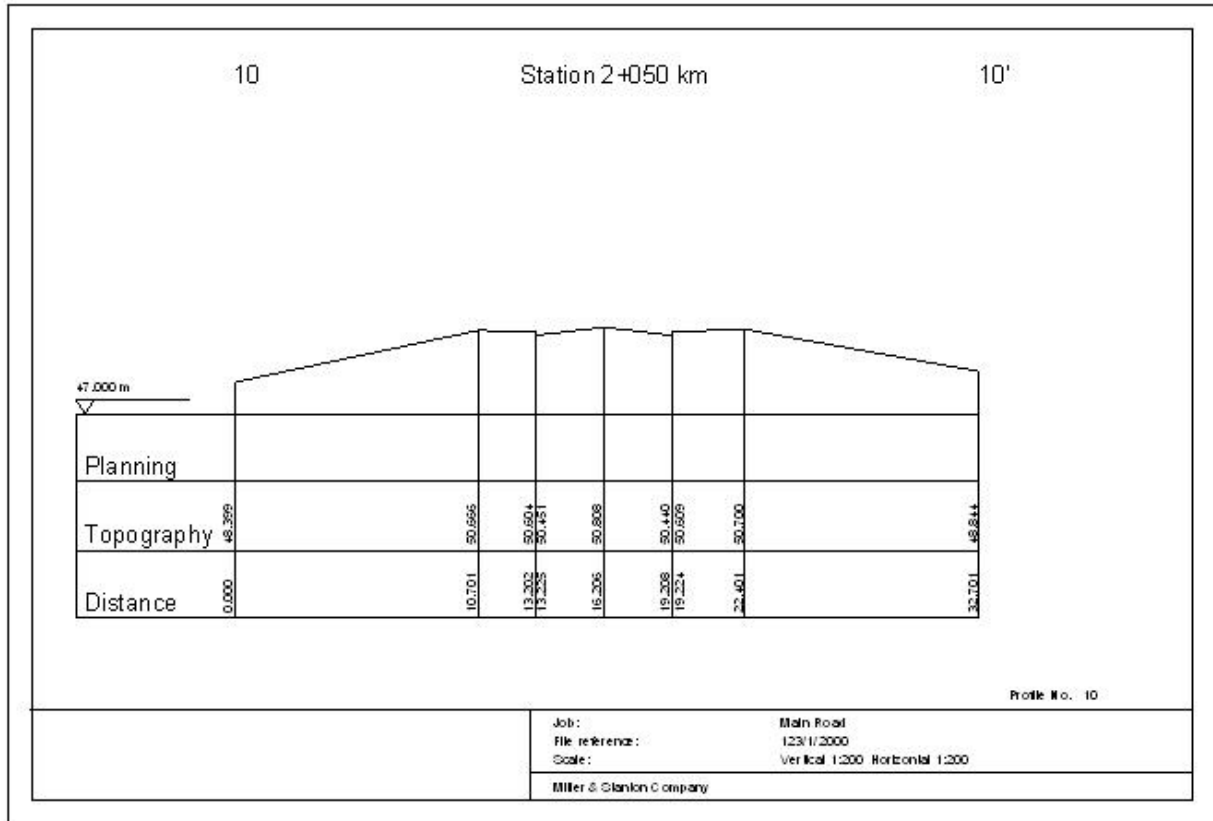 10 Station 2+050 km 10'
47.000 m
Planning
Topography 48.399 50.666 50.604 50.451 50.808 50.440 50.609 50.700 48.844
Distance 0.000 10.701 13.202 13.225 16.206 19.208 19.224 22.401 32.701
Profile No. 10
Job: Main Road
File reference: 123/1/2000
Scale: Vertical 1:200 Horizontal 1:200
Miller & Stanton Company